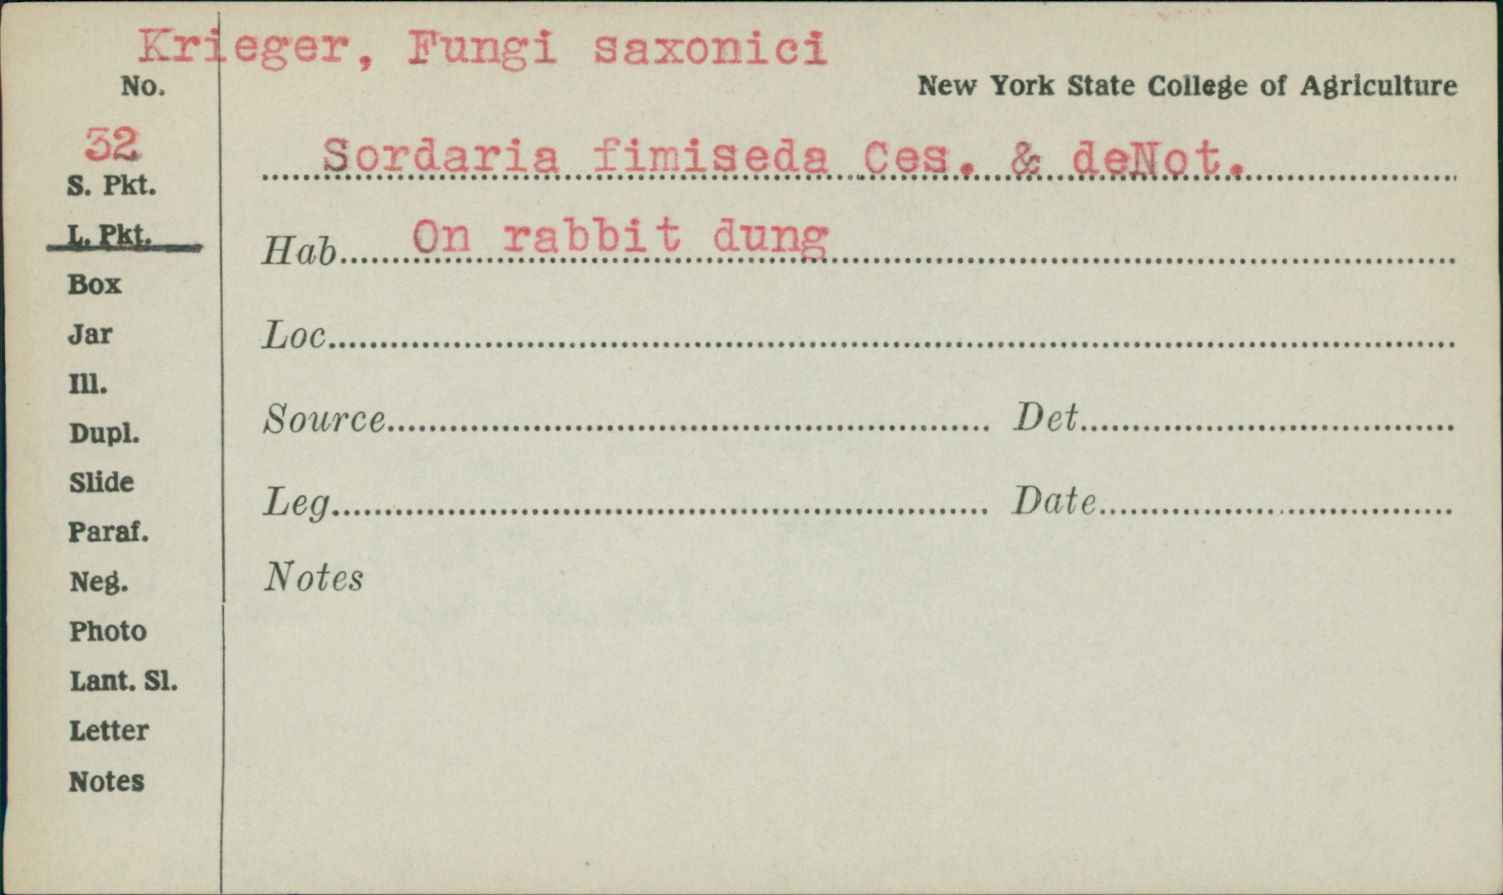 Krieger, Fungi saxonici
No.
New York State College of Agriculture
32
Sordaria fimiseda Ces. & deNot.
S. Pkt.
L. Pkt.
Hab. On rabbit dung
Box
Jar
Loc.
Ill.
Dupl.
Source Det.
Slide
Leg. Date
Paraf.
Neg.
Notes
Photo
Lant. Sl.
Letter
Notes